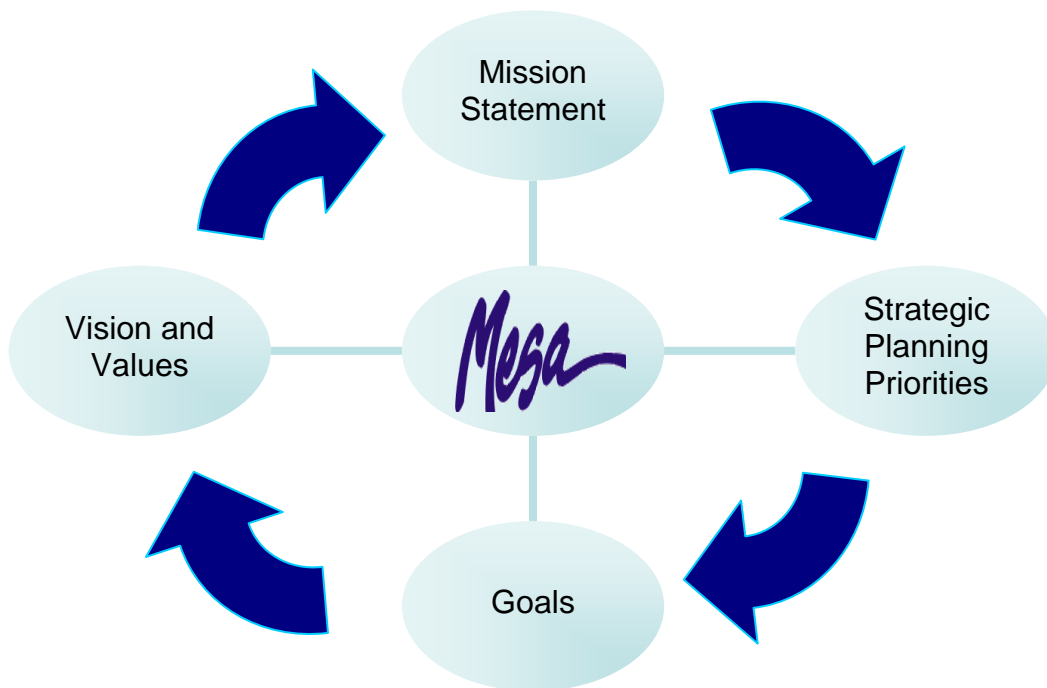 Mission
Statement
Vision and
Values
Mesa
Strategic
Planning
Priorities
Goals